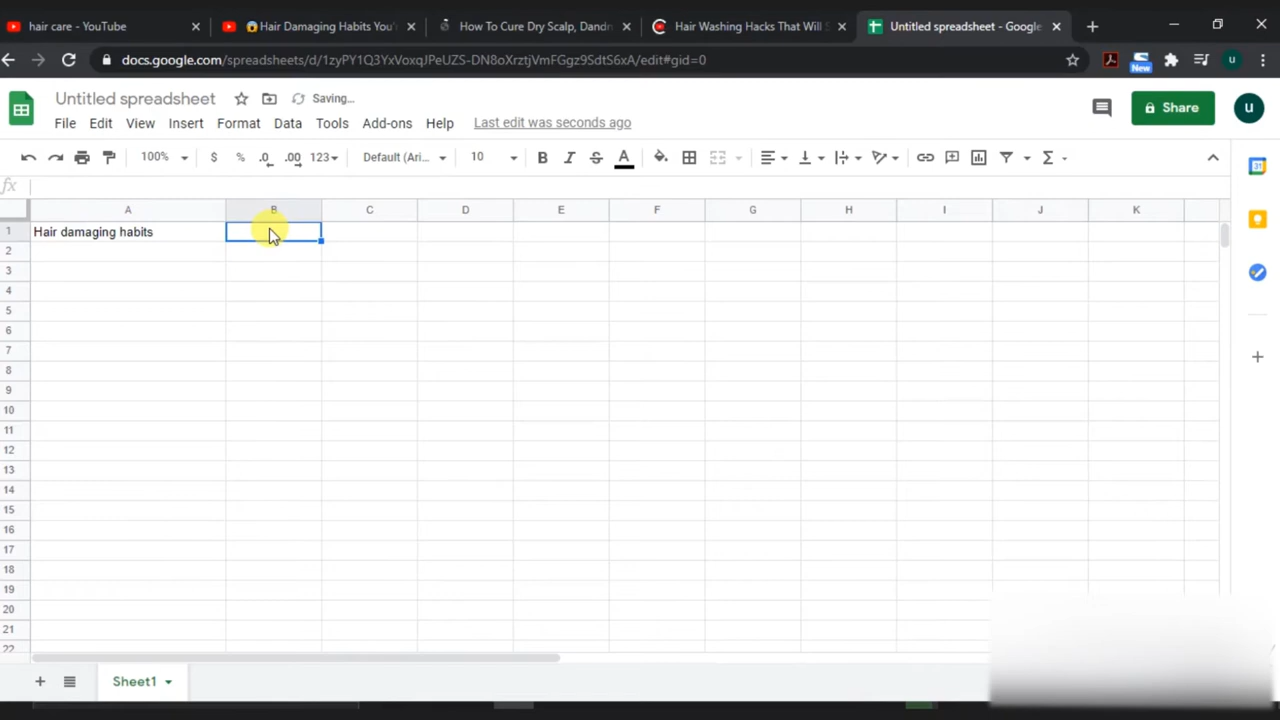 hair care - YouTube
Hair Damaging Habits You'
How To Cure Dry Scalp, Dandr
Hair Washing Hacks That Will S
Untitled spreadsheet - Google
docs.google.com/spreadsheets/d/1zyPY1Q3YxVoxqJPEUZS-DN8oXrztjVmFGgz9SdtS6xA/edit#gid=0
New
u
Untitled spreadsheet
Saving...
Share
u
File Edit View Insert Format Data Tools Add-ons Help Last edit was seconds ago
100% $ % .0 .00 123 Default (Ari... 10 B I S A Σ
31
fx
A B C D E F G H I J K
1 Hair damaging habits
2
3
4
5
6
7
8
9
10
11
12
13
14
15
16
17
18
19
20
21
22
+ Sheet1